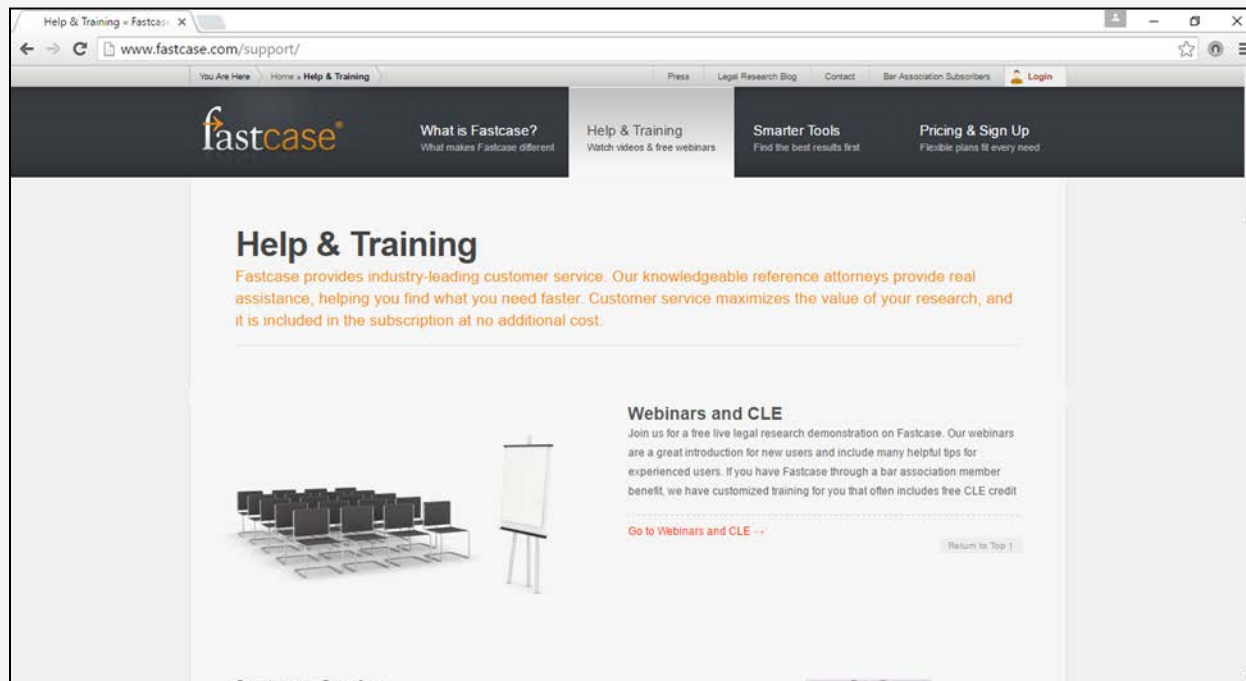 Help & Training « Fastcase
www.fastcase.com/support/
You Are Here Home » Help & Training Press Legal Research Blog Contact Bar Association Subscribers Login
fastcase®
What is Fastcase?
What makes Fastcase different
Help & Training
Watch videos & free webinars
Smarter Tools
Find the best results first
Pricing & Sign Up
Flexible plans fit every need
Help & Training
Fastcase provides industry-leading customer service. Our knowledgeable reference attorneys provide real
assistance, helping you find what you need faster. Customer service maximizes the value of your research, and
it is included in the subscription at no additional cost.
Webinars and CLE
Join us for a free live legal research demonstration on Fastcase. Our webinars
are a great introduction for new users and include many helpful tips for
experienced users. If you have Fastcase through a bar association member
benefit, we have customized training for you that often includes free CLE credit
Go to Webinars and CLE →
Return to Top ↑